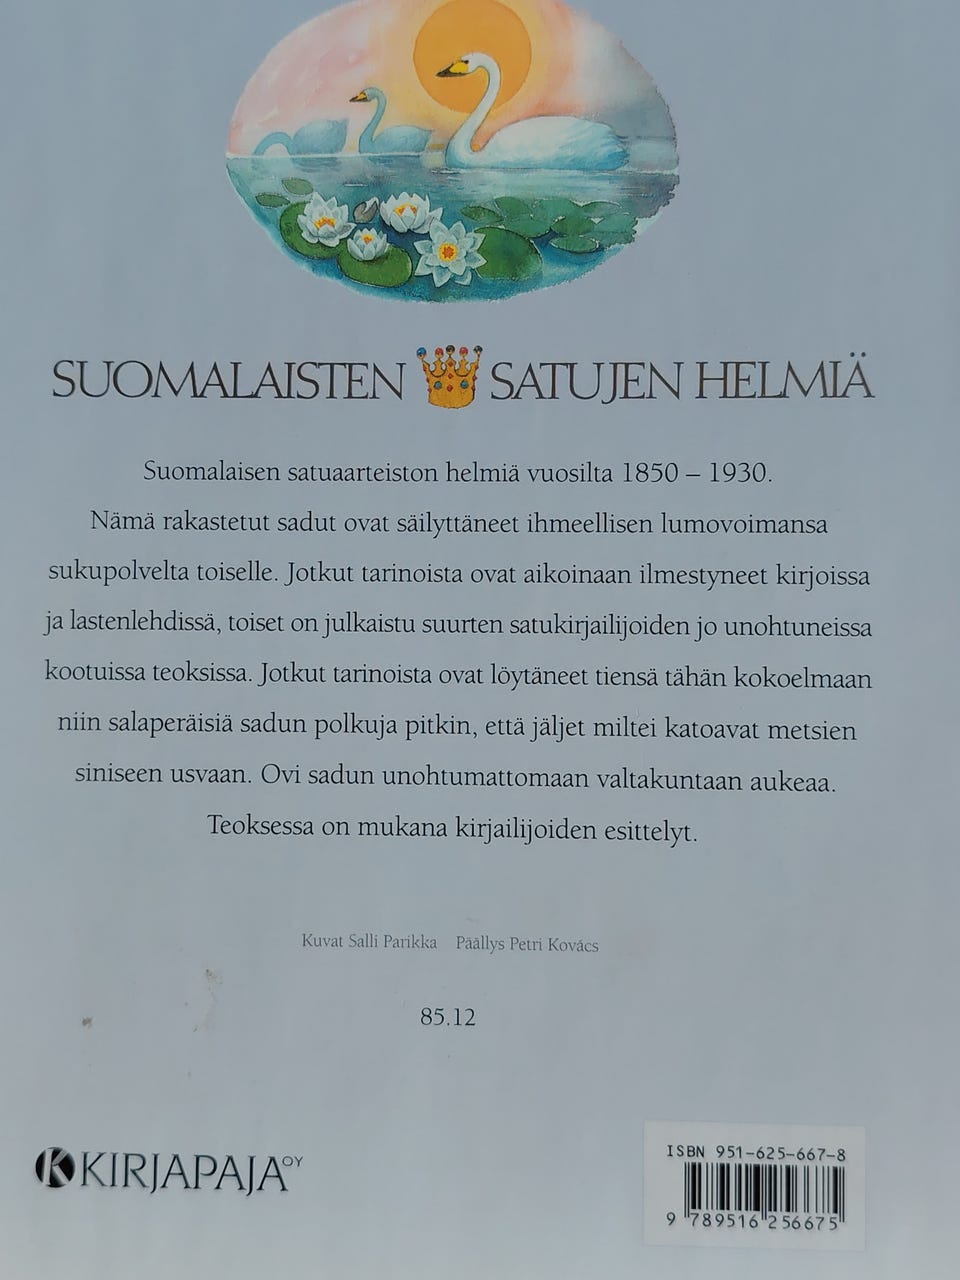 SUOMALAISTEN SATUJEN HELMIÄ
Suomalaisen satuaarteiston helmiä vuosilta 1850 – 1930.
Nämä rakastetut sadut ovat säilyttäneet ihmeellisen lumovoimansa
sukupolvelta toiselle. Jotkut tarinoista ovat aikoinaan ilmestyneet kirjoissa
ja lastenlehdissä, toiset on julkaistu suurten satukirjailijoiden jo unohtuneissa
kootuissa teoksissa. Jotkut tarinoista ovat löytäneet tiensä tähän kokoelmaan
niin salaperäisiä sadun polkuja pitkin, että jäljet miltei katoavat metsien
siniseen usvaan. Ovi sadun unohtumattomaan valtakuntaan aukeaa.
Teoksessa on mukana kirjailijoiden esittelyt.
Kuvat Salli Parikka Päällys Petri Kovács
85.12
K KIRJAPAJA OY
ISBN 951-625-667-8
9 789516 256675